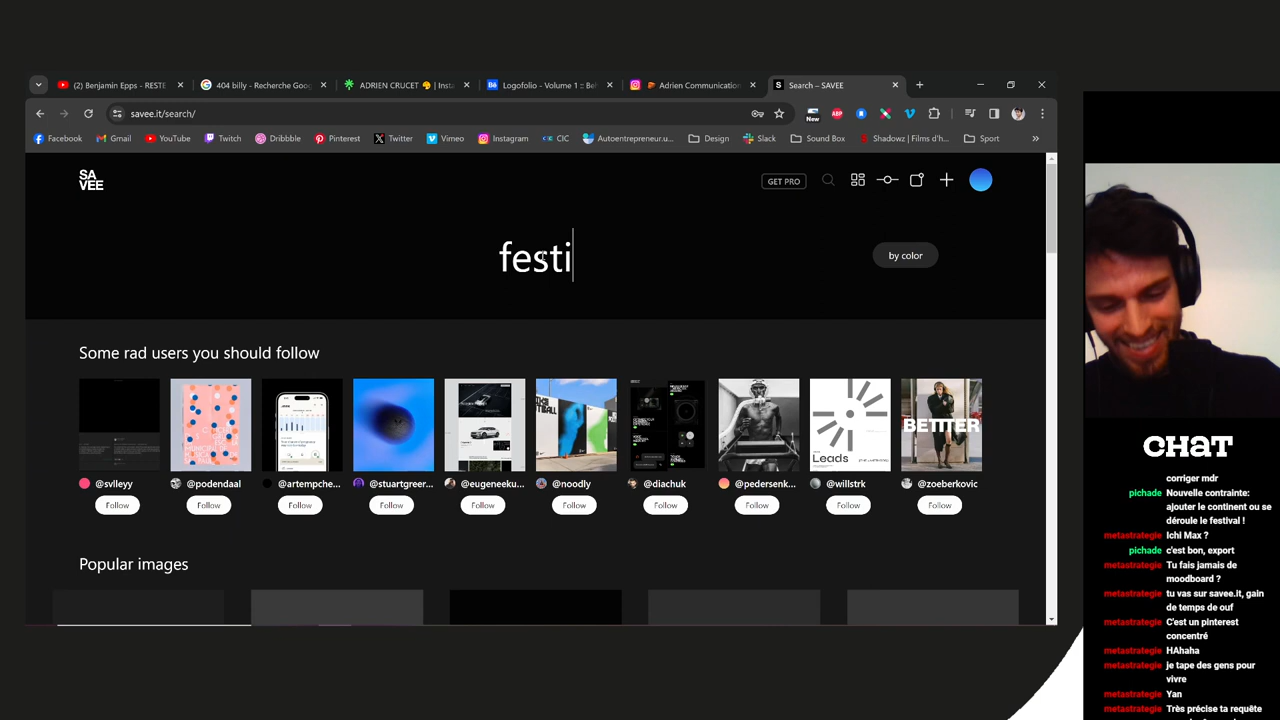 (2) Benjamin Epps - RESTE
404 billy - Recherche Goog
ADRIEN CRUCET | Insta
Logofolio - Volume 1 :: Beh
Adrien Communication
Search – SAVEE
savee.it/search/
New
ABP
Facebook
Gmail
YouTube
Twitch
Dribbble
Pinterest
Twitter
Vimeo
Instagram
CIC
Autoentrepreneur.u...
Design
Slack
Sound Box
Shadowz | Films d'h...
Sport
SA
VEE
GET PRO
festi
by color
Some rad users you should follow
Leads
BETTTER
@svlleyy
@podendaal
@artempche...
@stuartgreer...
@eugeneeku...
@noodly
@diachuk
@pedersenk...
@willstrk
@zoeberkovic
Follow
Follow
Follow
Follow
Follow
Follow
Follow
Follow
Follow
Follow
Popular images
CHAT
corriger mdr
pichade Nouvelle contrainte:
ajouter le continent ou se
déroule le festival !
metastrategie Ichi Max ?
pichade c'est bon, export
metastrategie Tu fais jamais de
moodboard ?
metastrategie tu vas sur savee.it, gain
de temps de ouf
metastrategie C'est un pinterest
concentré
metastrategie HAhaha
metastrategie je tape des gens pour
vivre
metastrategie Yan
metastrategie Très précise ta requête